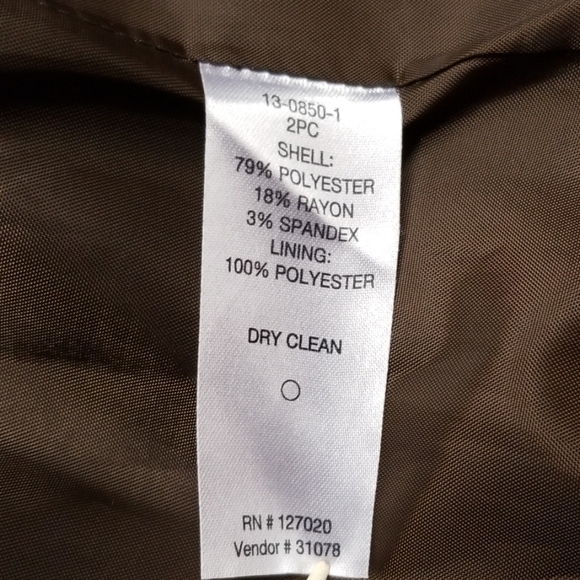 13-0850-1
2PC
SHELL:
79% POLYESTER
18% RAYON
3% SPANDEX
LINING:
100% POLYESTER
DRY CLEAN
RN # 127020
Vendor # 31078